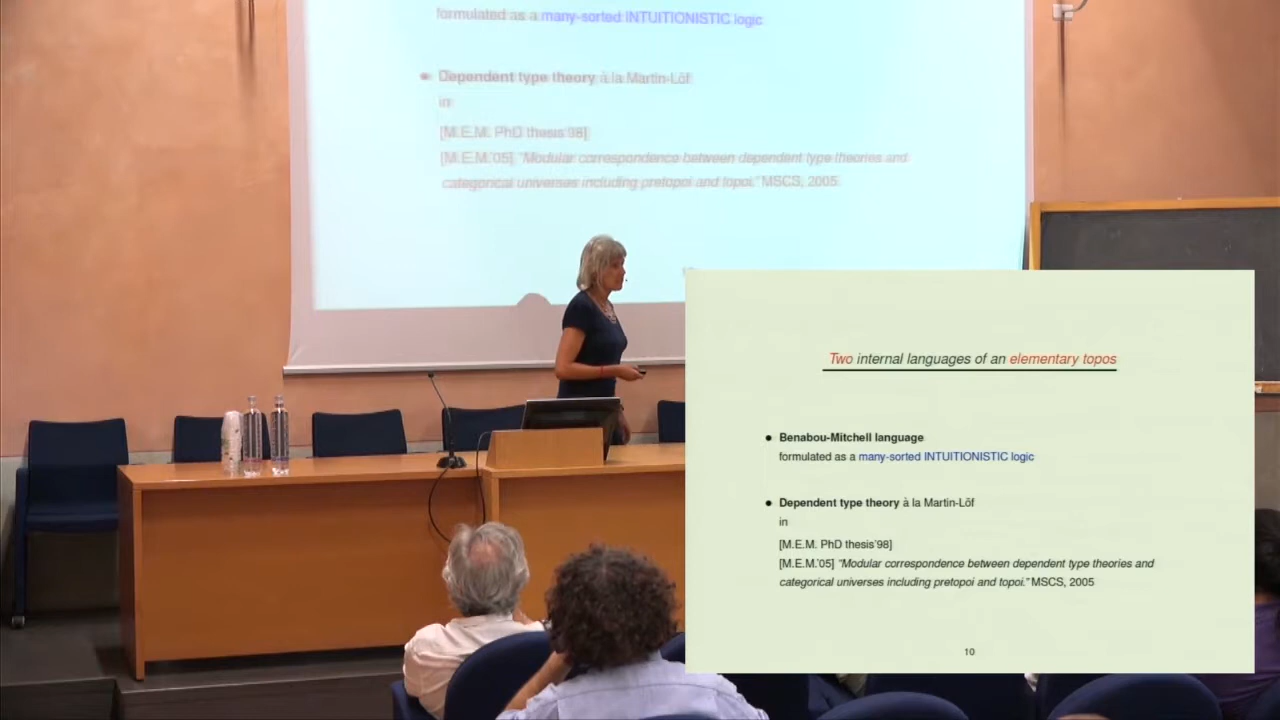 formulated as a many-sorted INTUITIONISTIC logic
● Dependent type theory à la Martin-Löf
in
[M.E.M. PhD thesis'98]
[M.E.M.'05] "Modular correspondence between dependent type theories and
categorical universes including pretopoi and topoi." MSCS, 2005
Two internal languages of an elementary topos
● Benabou-Mitchell language
formulated as a many-sorted INTUITIONISTIC logic
● Dependent type theory à la Martin-Löf
in
[M.E.M. PhD thesis'98]
[M.E.M.'05] "Modular correspondence between dependent type theories and
categorical universes including pretopoi and topoi." MSCS, 2005
10